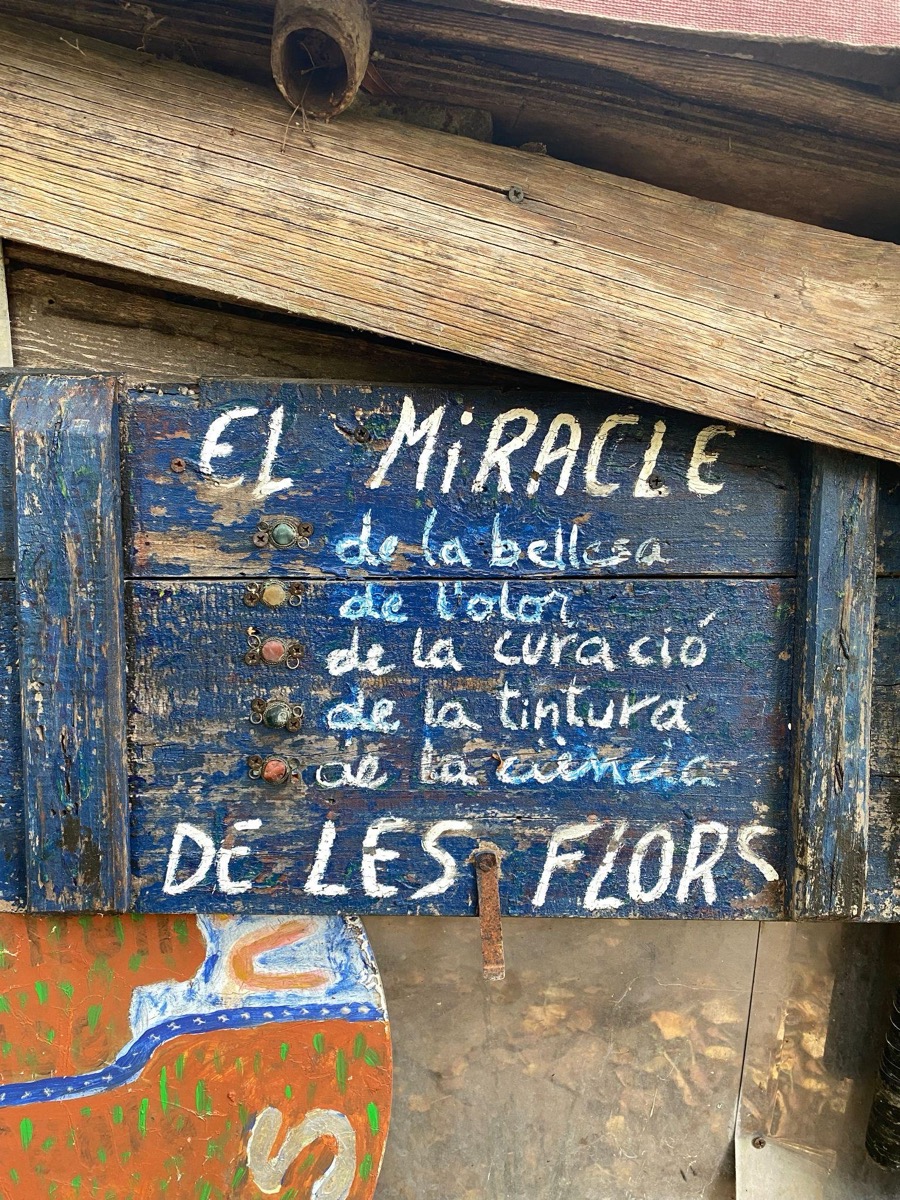 EL MiRACLE
de la bellesa
de l'olor
de la curació
de la tintura
de la ciència
DE LES FLORS
S